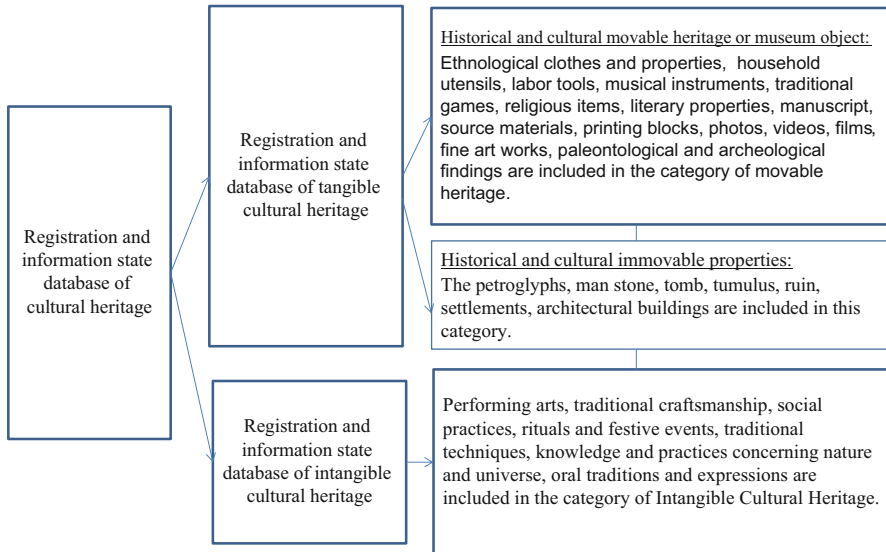 Registration and
information state
database of
cultural heritage
Registration and
information state
database of tangible
cultural heritage
Historical and cultural movable heritage or museum object:
Ethnological clothes and properties, household
utensils, labor tools, musical instruments, traditional
games, religious items, literary properties, manuscript,
source materials, printing blocks, photos, videos, films,
fine art works, paleontological and archeological
findings are included in the category of movable
heritage.
Historical and cultural immovable properties:
The petroglyphs, man stone, tomb, tumulus, ruin,
settlements, architectural buildings are included in this
category.
Registration and
information state
database of intangible
cultural heritage
Performing arts, traditional craftsmanship, social
practices, rituals and festive events, traditional
techniques, knowledge and practices concerning nature
and universe, oral traditions and expressions are
included in the category of Intangible Cultural Heritage.